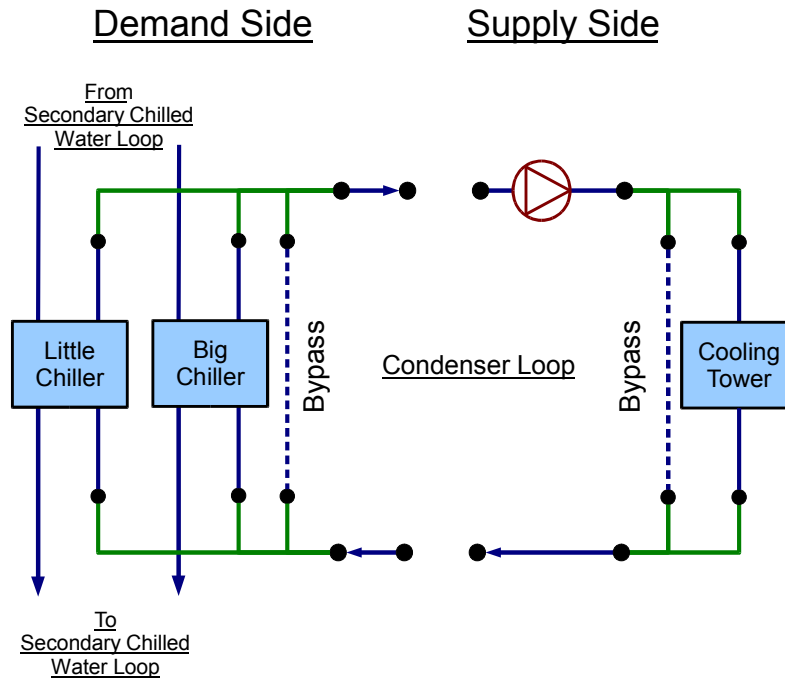 Demand Side
Supply Side
From
Secondary Chilled
Water Loop
Little
Chiller
Big
Chiller
Bypass
Condenser Loop
Bypass
Cooling
Tower
To
Secondary Chilled
Water Loop